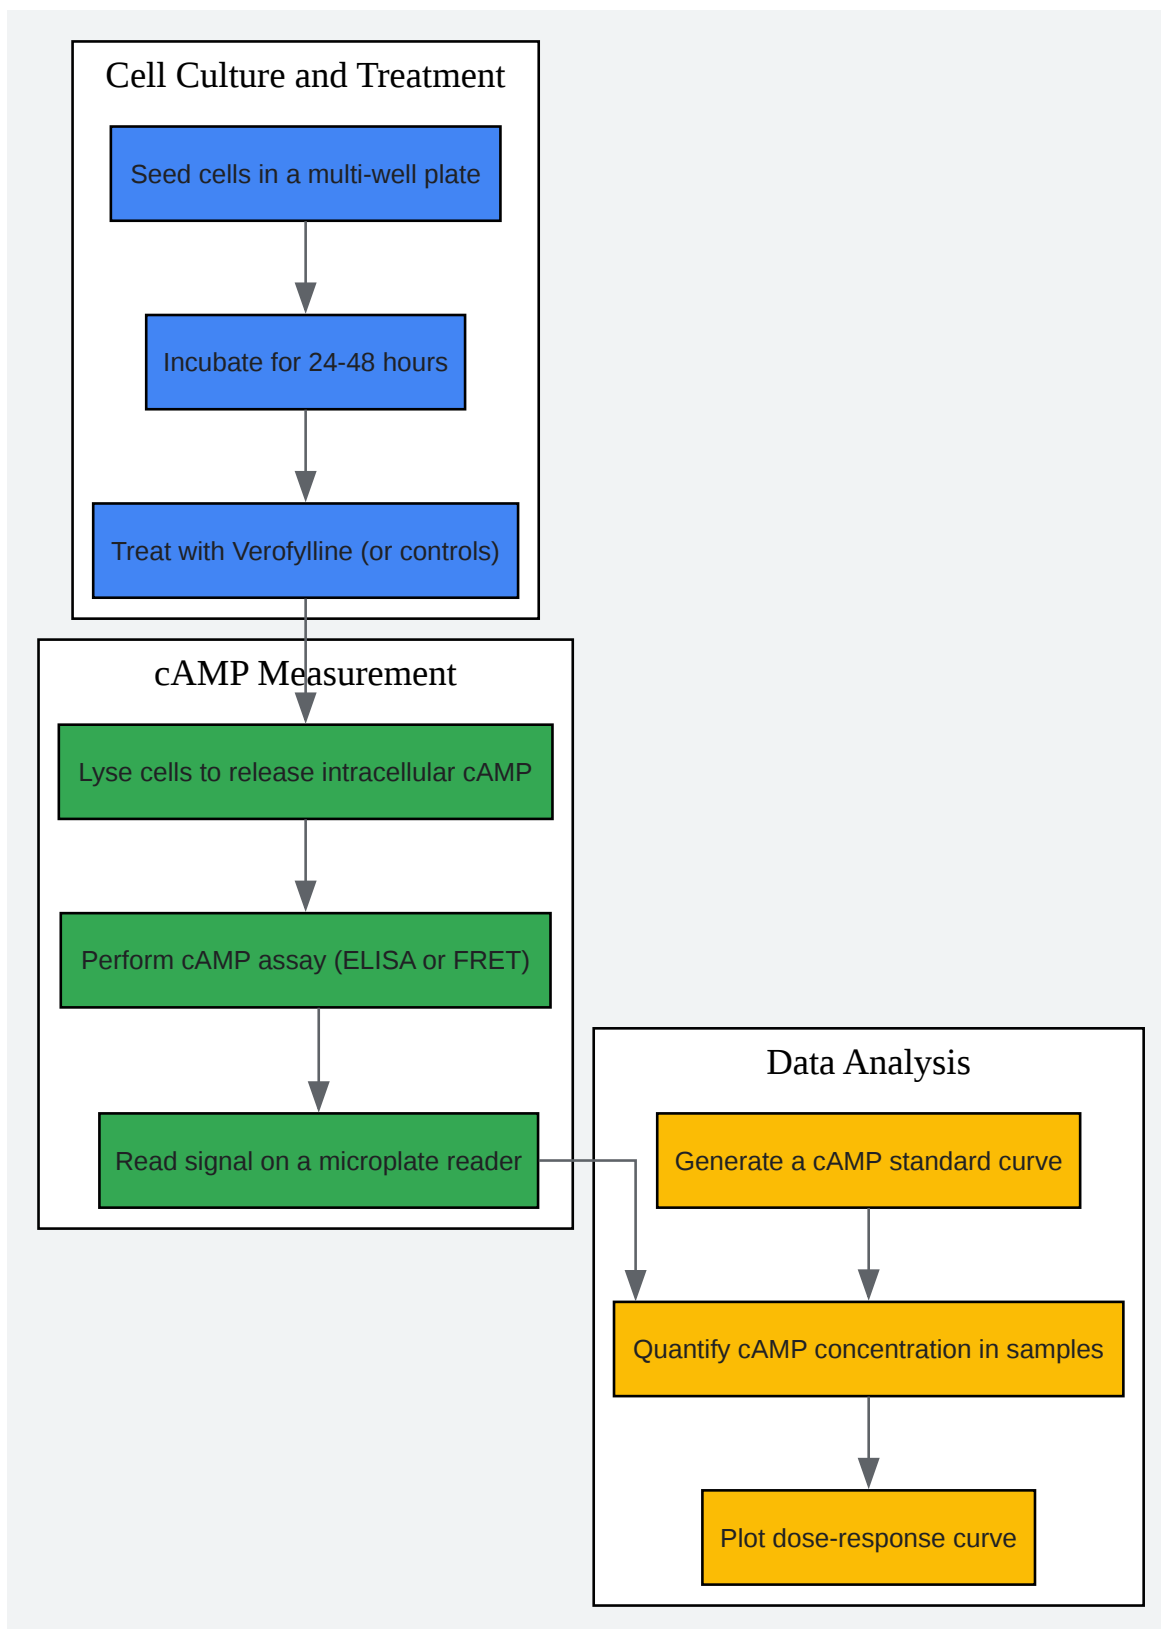 Cell Culture and Treatment
Seed cells in a multi-well plate
Incubate for 24-48 hours
Treat with Verofylline (or controls)
cAMP Measurement
Lyse cells to release intracellular cAMP
Perform cAMP assay (ELISA or FRET)
Read signal on a microplate reader
Data Analysis
Generate a cAMP standard curve
Quantify cAMP concentration in samples
Plot dose-response curve